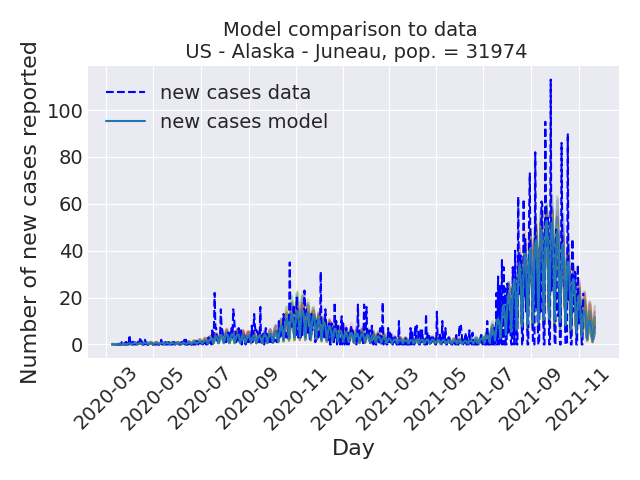 Model comparison to data
US - Alaska - Juneau, pop. = 31974
Number of new cases reported
100
80
60
40
20
0
new cases data
new cases model
2020-03
2020-05
2020-07
2020-09
2020-11
2021-01
2021-03
2021-05
2021-07
2021-09
2021-11
Day